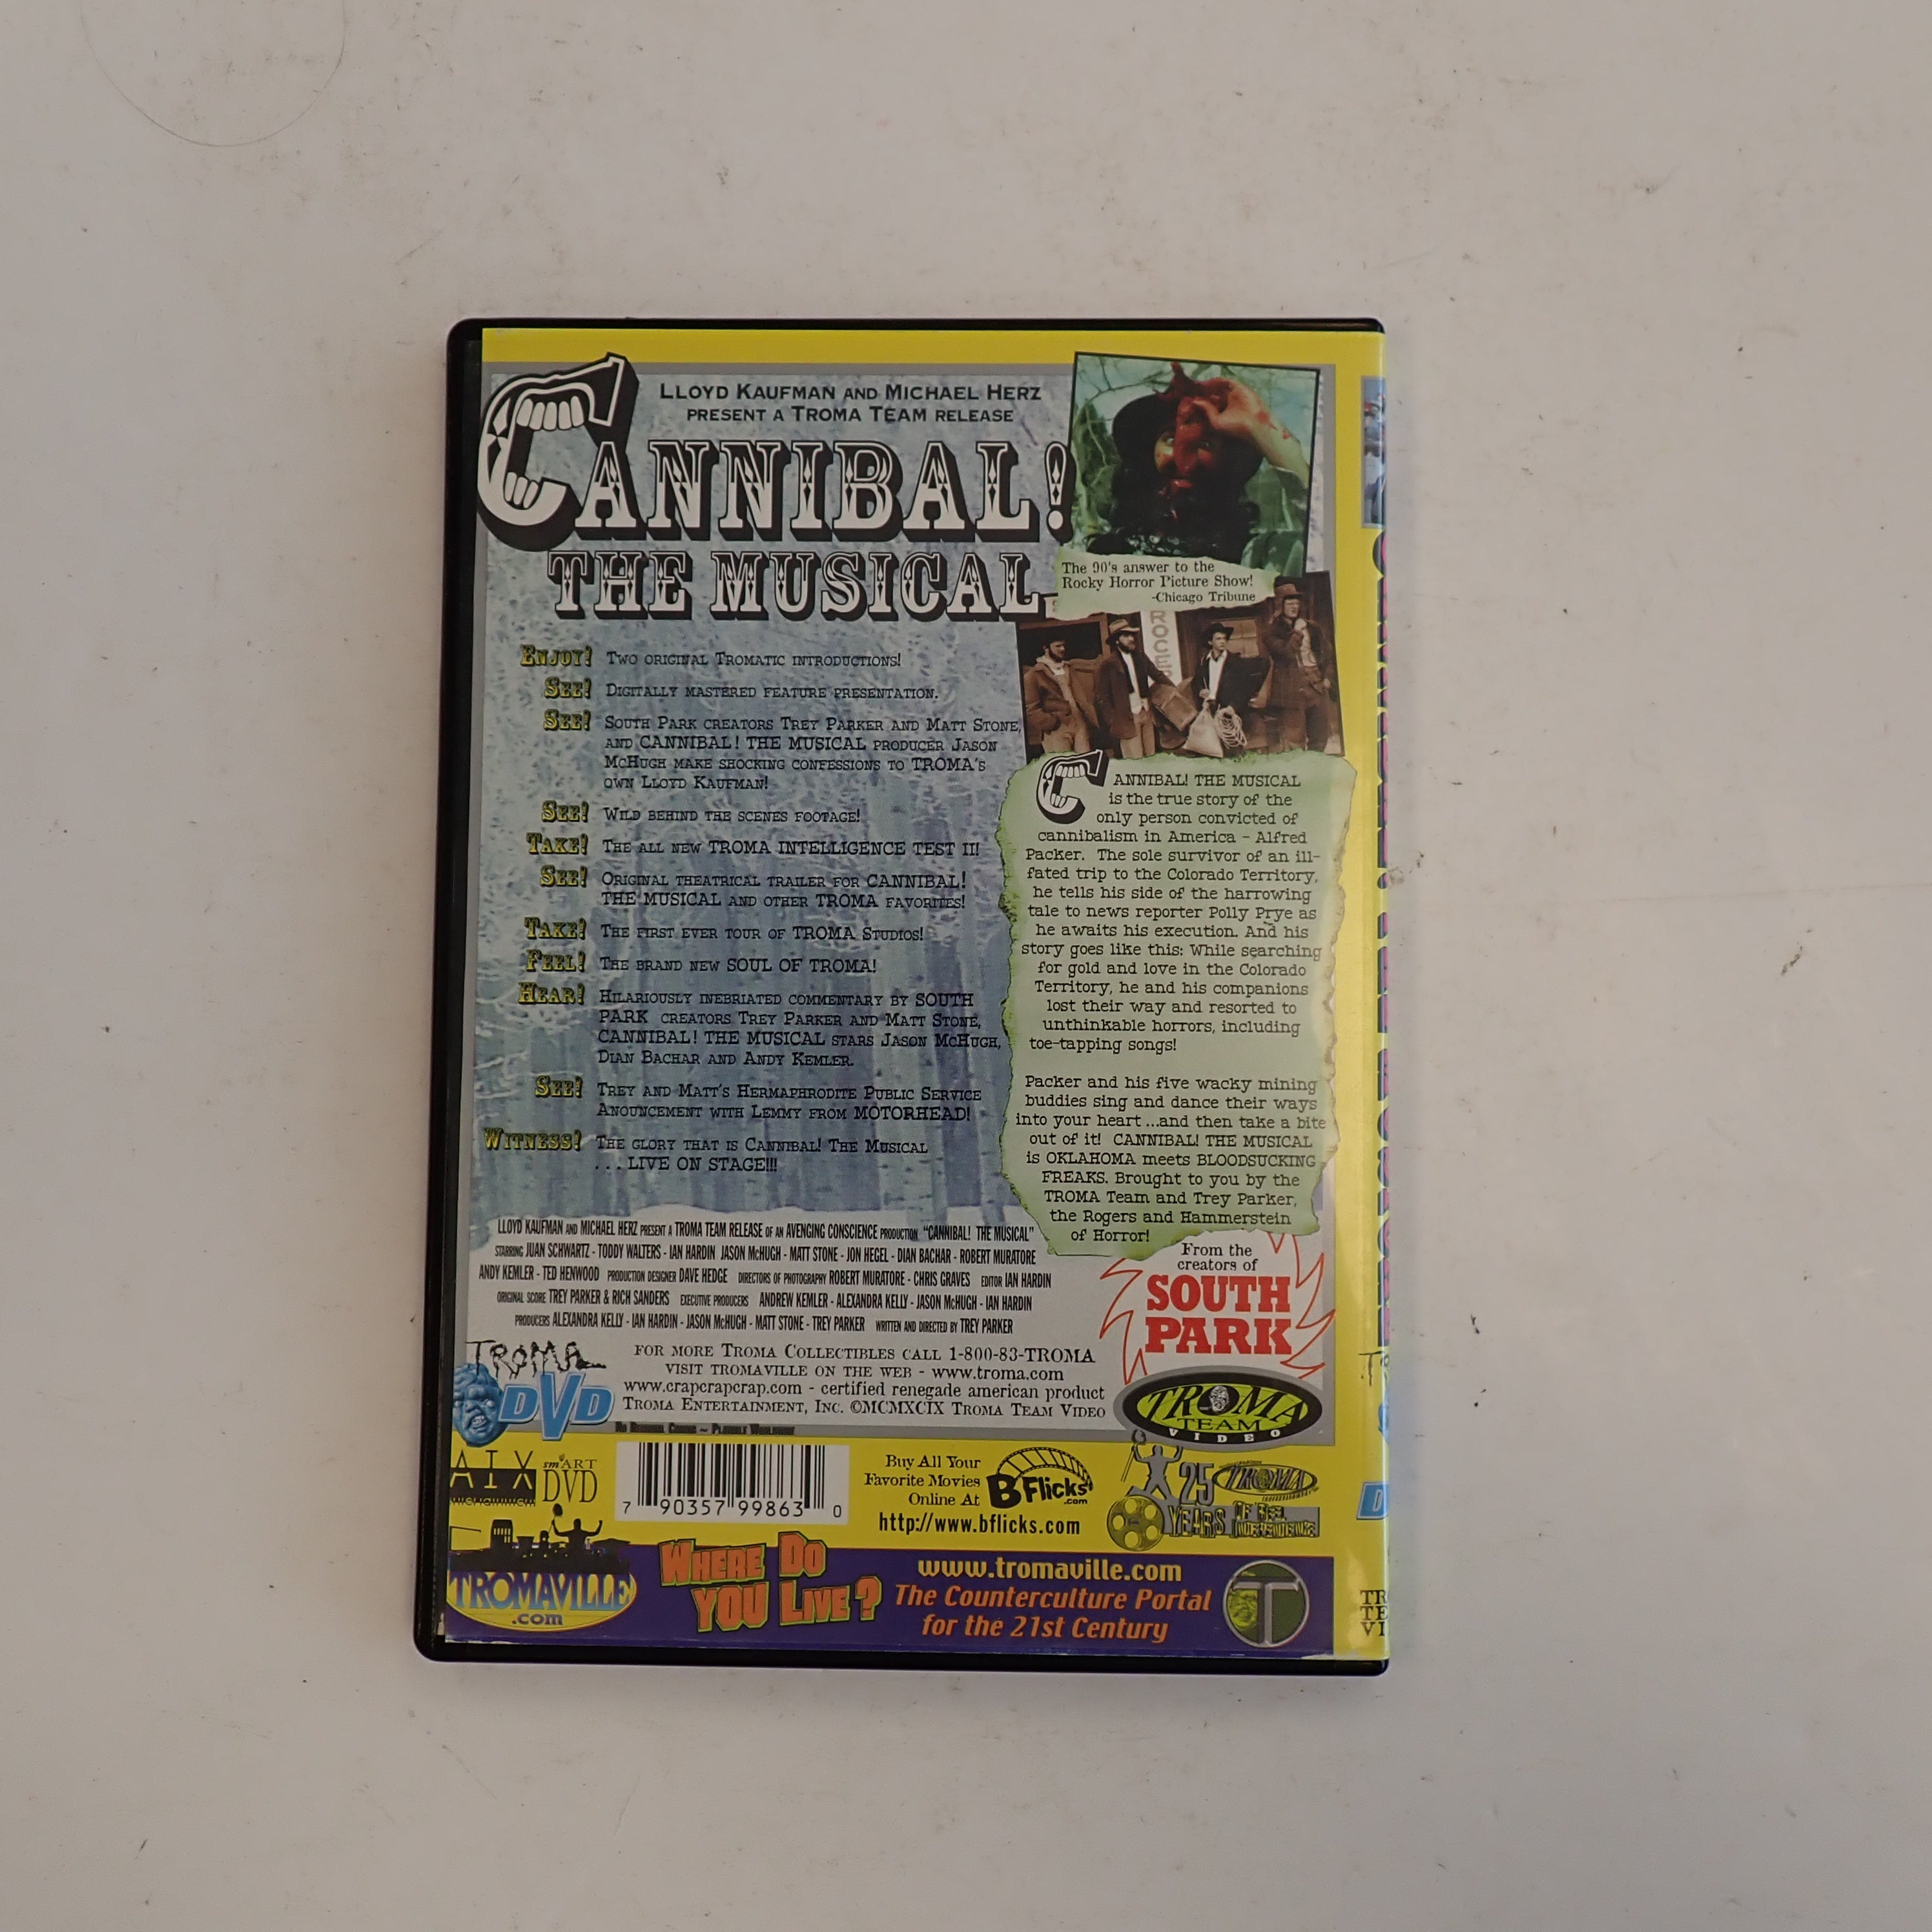 LLOYD KAUFMAN AND MICHAEL HERZ
PRESENT A TROMA TEAM RELEASE
CANNIBAL!
THE MUSICAL
The 90's answer to the
Rocky Horror Picture Show!
-Chicago Tribune
ENJOY! TWO ORIGINAL TROMATIC INTRODUCTIONS!
SEE! DIGITALLY MASTERED FEATURE PRESENTATION.
SEE! SOUTH PARK CREATORS TREY PARKER AND MATT STONE,
AND CANNIBAL! THE MUSICAL PRODUCER JASON
MCHUGH MAKE SHOCKING CONFESSIONS TO TROMA'S
OWN LLOYD KAUFMAN!
SEE! WILD BEHIND THE SCENES FOOTAGE!
TAKE! THE ALL NEW TROMA INTELLIGENCE TEST II!
SEE! ORIGINAL THEATRICAL TRAILER FOR CANNIBAL!
THE MUSICAL AND OTHER TROMA FAVORITES!
TAKE! THE FIRST EVER TOUR OF TROMA STUDIOS!
FEEL! THE BRAND NEW SOUL OF TROMA!
HEAR! HILARIOUSLY INEBRIATED COMMENTARY BY SOUTH
PARK CREATORS TREY PARKER AND MATT STONE,
CANNIBAL! THE MUSICAL STARS JASON MCHUGH,
DIAN BACHAR AND ANDY KEMLER.
SEE! TREY AND MATT'S HERMAPHRODITE PUBLIC SERVICE
ANOUNCEMENT WITH LEMMY FROM MOTORHEAD!
WITNESS! THE GLORY THAT IS CANNIBAL! THE MUSICAL
. . . LIVE ON STAGE!!!
CANNIBAL! THE MUSICAL
is the true story of the
only person convicted of
cannibalism in America - Alfred
Packer. The sole survivor of an ill-
fated trip to the Colorado Territory,
he tells his side of the harrowing
tale to news reporter Polly Prye as
he awaits his execution. And his
story goes like this: While searching
for gold and love in the Colorado
Territory, he and his companions
lost their way and resorted to
unthinkable horrors, including
toe-tapping songs!
Packer and his five wacky mining
buddies sing and dance their ways
into your heart ...and then take a bite
out of it! CANNIBAL! THE MUSICAL
is OKLAHOMA meets BLOODSUCKING
FREAKS. Brought to you by the
TROMA Team and Trey Parker,
the Rogers and Hammerstein
of Horror!
LLOYD KAUFMAN AND MICHAEL HERZ PRESENT A TROMA TEAM RELEASE OF AN AVENGING CONSCIENCE PRODUCTION "CANNIBAL! THE MUSICAL"
STARRING JUAN SCHWARTZ - TODDY WALTERS - IAN HARDIN JASON McHUGH - MATT STONE - JON HEGEL - DIAN BACHAR - ROBERT MURATORE
ANDY KEMLER - TED HENWOOD PRODUCTION DESIGNER DAVE HEDGE DIRECTORS OF PHOTOGRAPHY ROBERT MURATORE - CHRIS GRAVES EDITOR IAN HARDIN
ORIGINAL SCORE TREY PARKER & RICH SANDERS EXECUTIVE PRODUCERS ANDREW KEMLER - ALEXANDRA KELLY - JASON McHUGH - IAN HARDIN
PRODUCERS ALEXANDRA KELLY - IAN HARDIN - JASON McHUGH - MATT STONE - TREY PARKER WRITTEN AND DIRECTED BY TREY PARKER
From the
creators of
SOUTH
PARK
TROMA
DVD
FOR MORE TROMA COLLECTIBLES CALL 1-800-83-TROMA
VISIT TROMAVILLE ON THE WEB - www.troma.com
www.crapcrapcrap.com - certified renegade american product
TROMA ENTERTAINMENT, INC. ©MCMXCIX TROMA TEAM VIDEO
No Regional Coding ~ Playable Worldwide
TROMA
TEAM
VIDEO
AIX
smART
DVD
7 90357 99863 0
Buy All Your
Favorite Movies
Online At
BFlicks
.com
http://www.bflicks.com
25 TROMA
YEARS OF
TROMAVILLE
.com
WHERE DO
YOU LIVE?
www.tromaville.com
The Counterculture Portal
for the 21st Century
T